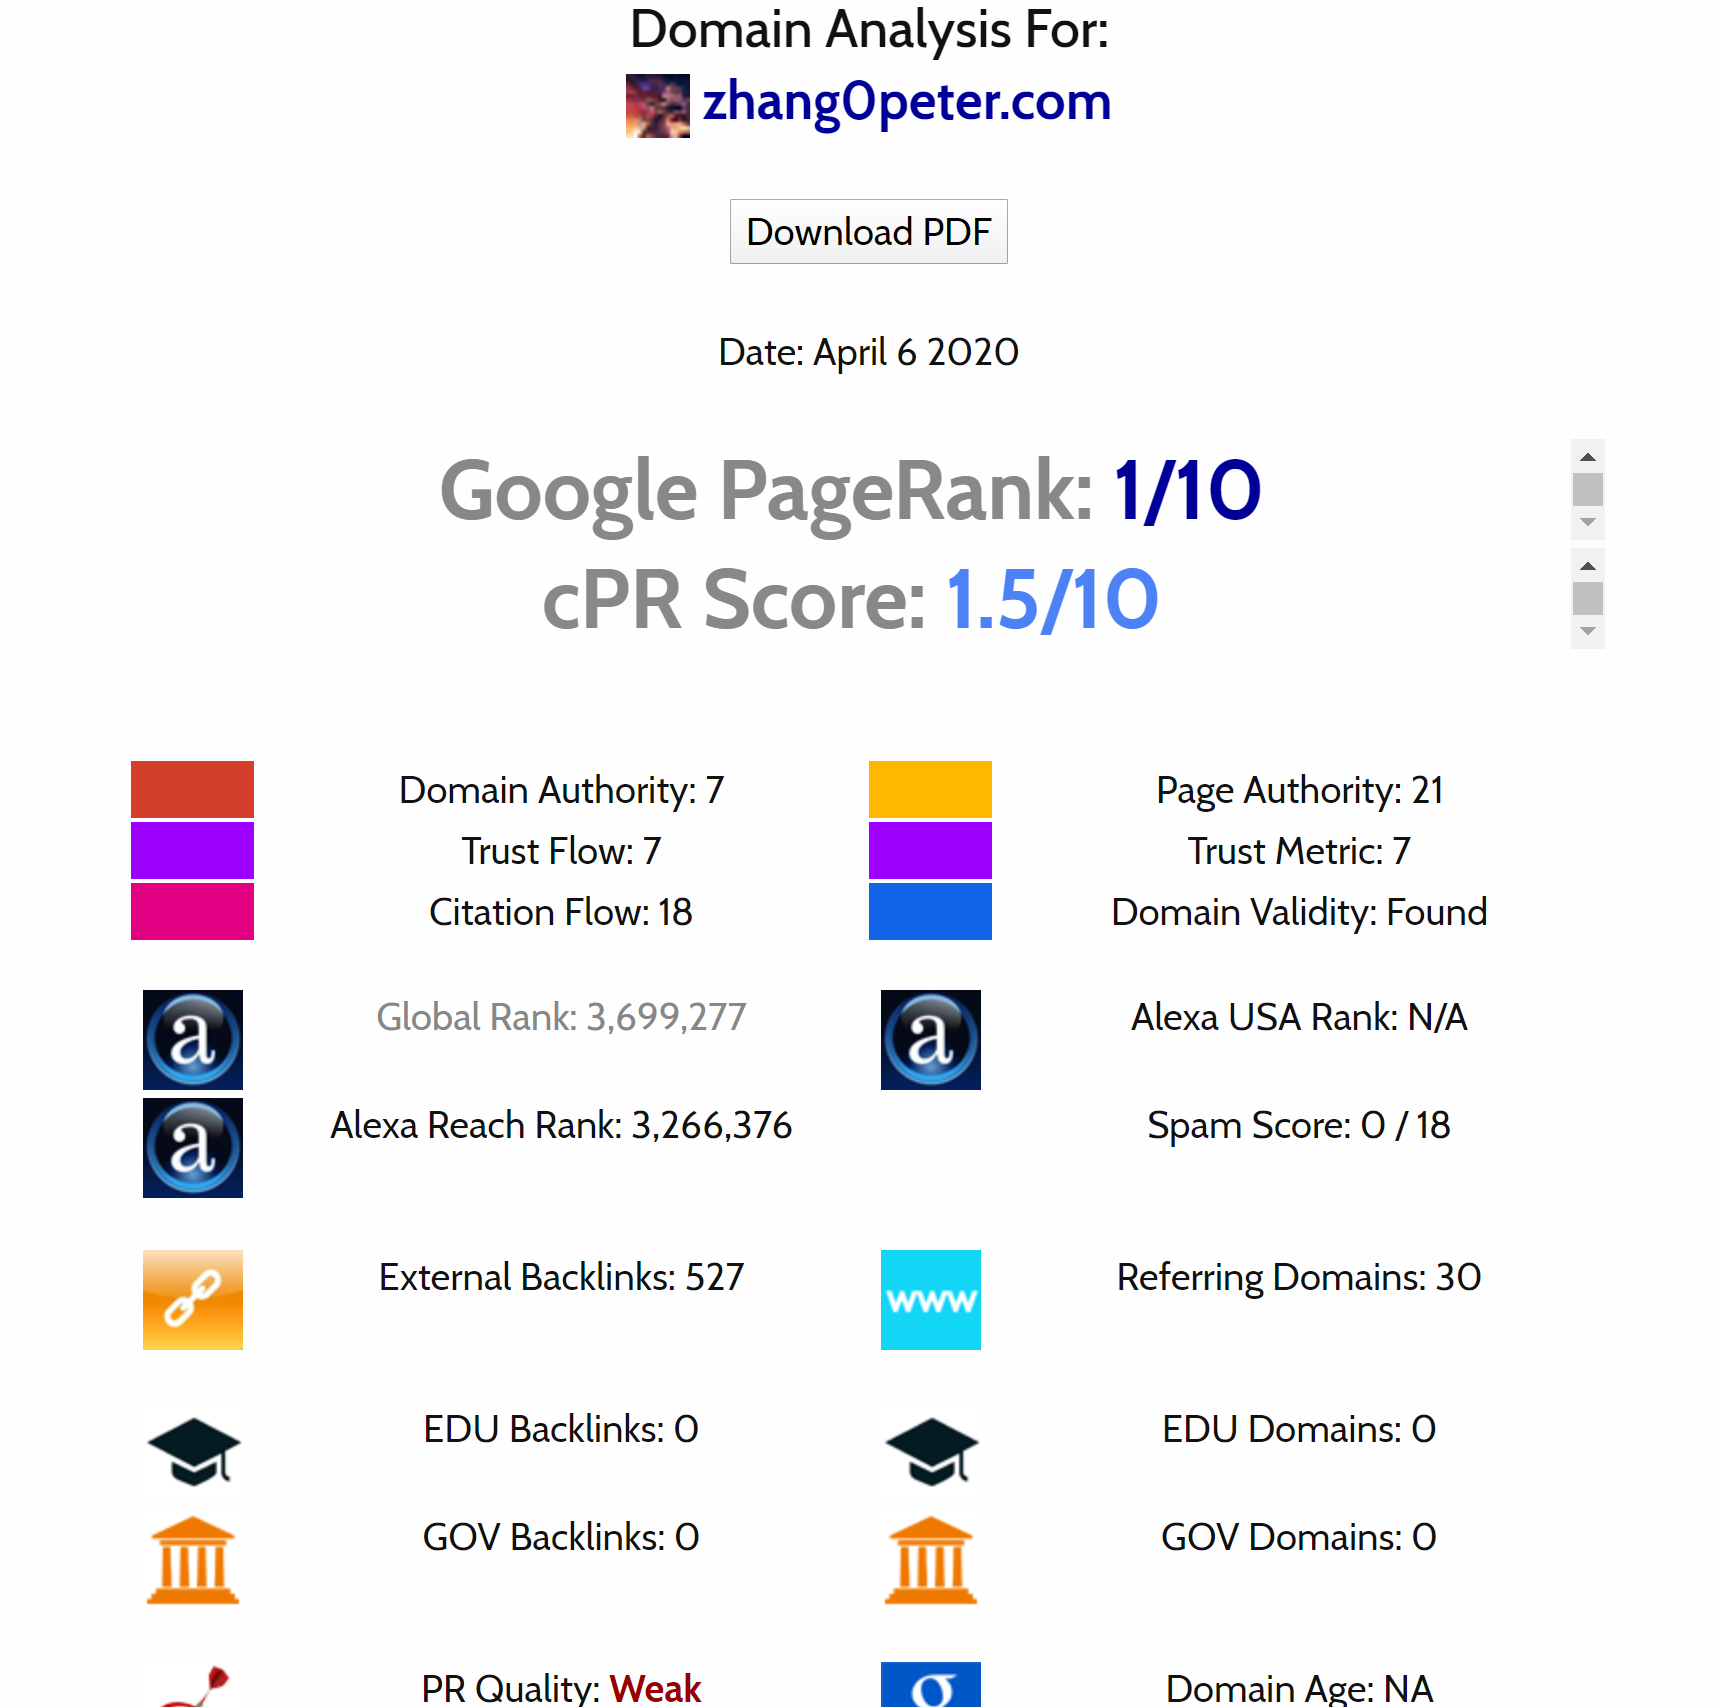 Domain Analysis For:
zhang0peter.com
Download PDF
Date: April 6 2020
Google PageRank: 1/10
cPR Score: 1.5/10
Domain Authority: 7
Page Authority: 21
Trust Flow: 7
Trust Metric: 7
Citation Flow: 18
Domain Validity: Found
a
Global Rank: 3,699,277
a
Alexa USA Rank: N/A
a
Alexa Reach Rank: 3,266,376
Spam Score: 0 / 18
External Backlinks: 527
www
Referring Domains: 30
EDU Backlinks: 0
EDU Domains: 0
GOV Backlinks: 0
GOV Domains: 0
PR Quality: Weak
g
Domain Age: NA